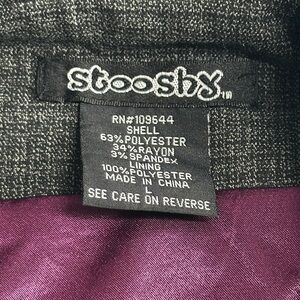 stooshy TM
RN#109644
SHELL
63%POLYESTER
34%RAYON
3%SPANDEX
LINING
100%POLYESTER
MADE IN CHINA
L
SEE CARE ON REVERSE